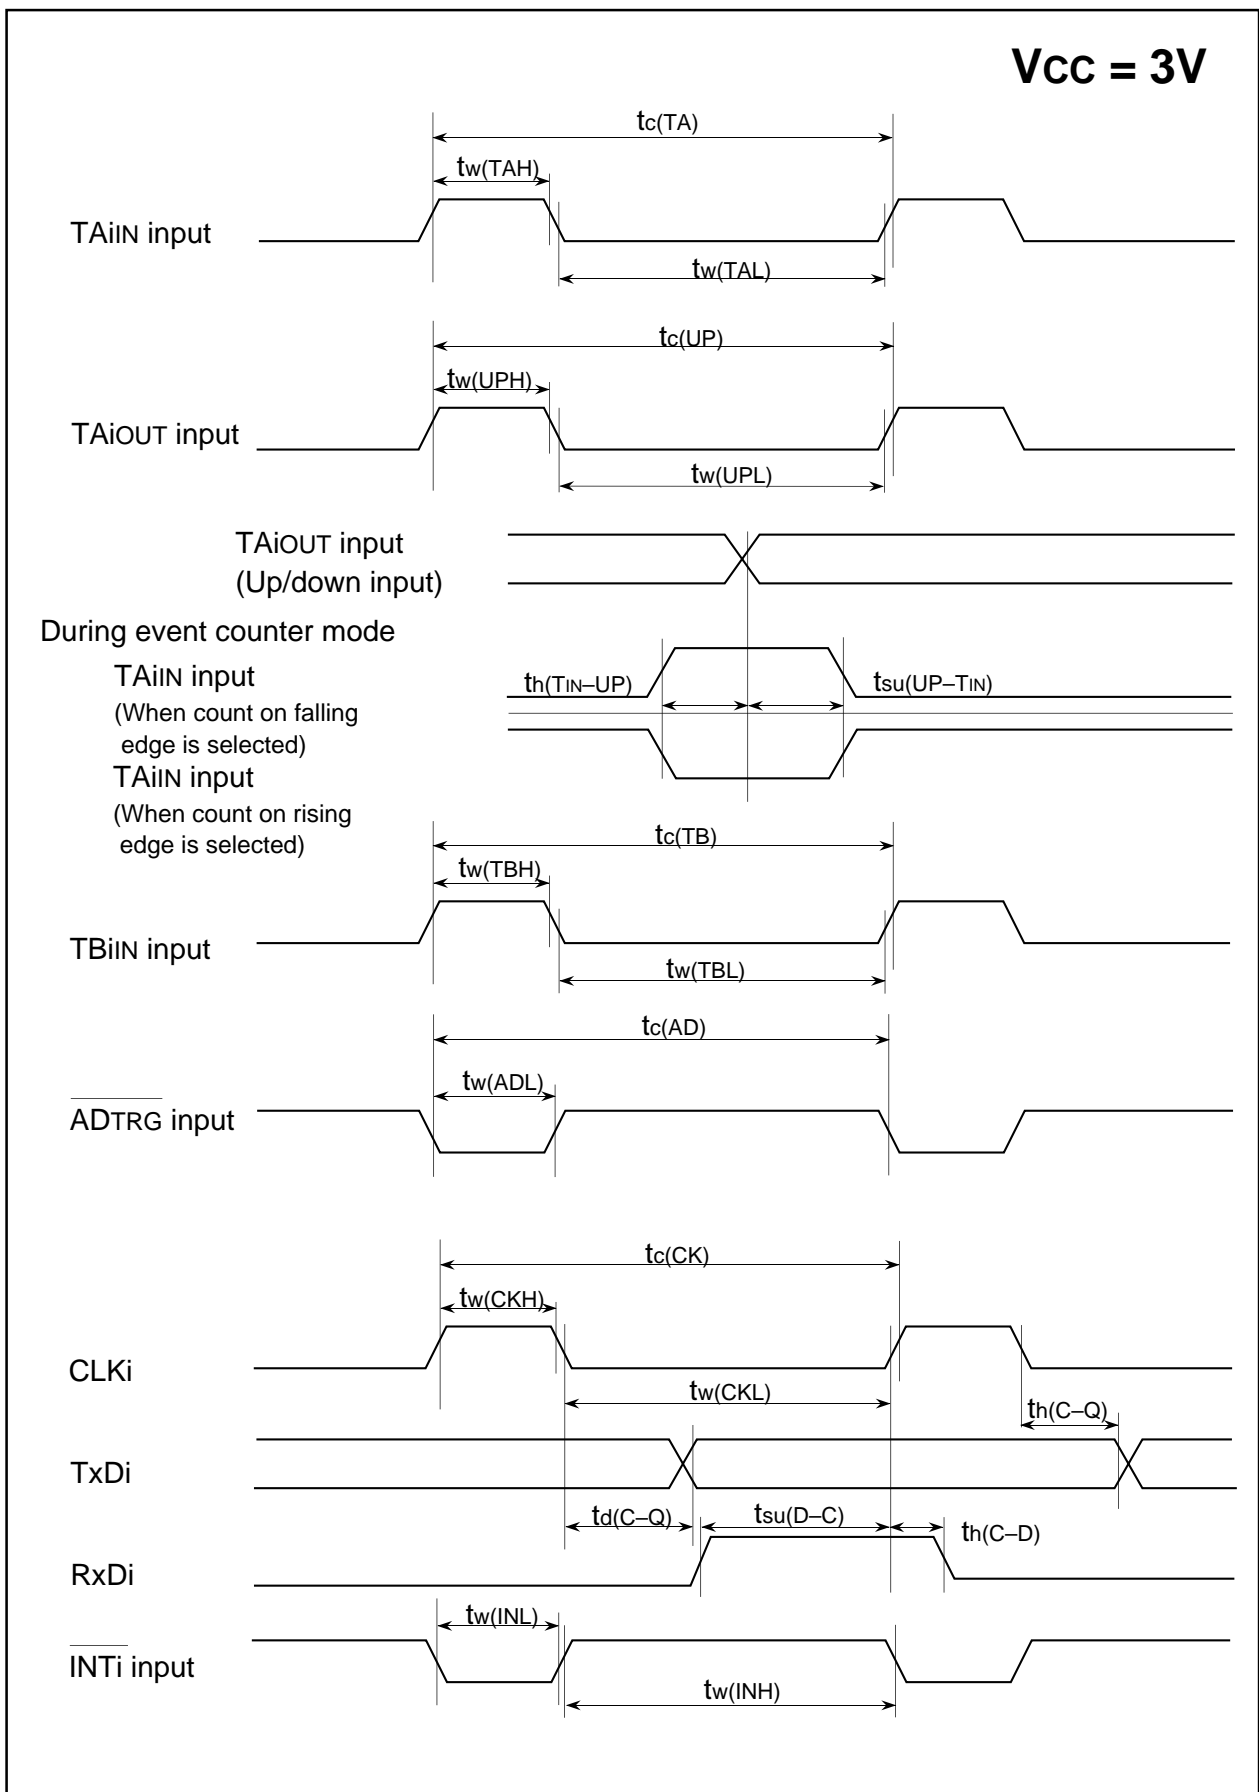 VCC = 3V
tc(TA)
tw(TAH)
TAiIN input
tw(TAL)
tc(UP)
tw(UPH)
TAiOUT input
tw(UPL)
TAiOUT input
(Up/down input)
During event counter mode
TAiIN input
(When count on falling
edge is selected)
th(TIN–UP)
tsu(UP–TIN)
TAiIN input
(When count on rising
edge is selected)
tc(TB)
tw(TBH)
TBiIN input
tw(TBL)
tc(AD)
tw(ADL)
ADTRG input
tc(CK)
tw(CKH)
CLKi
tw(CKL)
th(C–Q)
TxDi
td(C–Q)
tsu(D–C)
th(C–D)
RxDi
tw(INL)
INTi input
tw(INH)